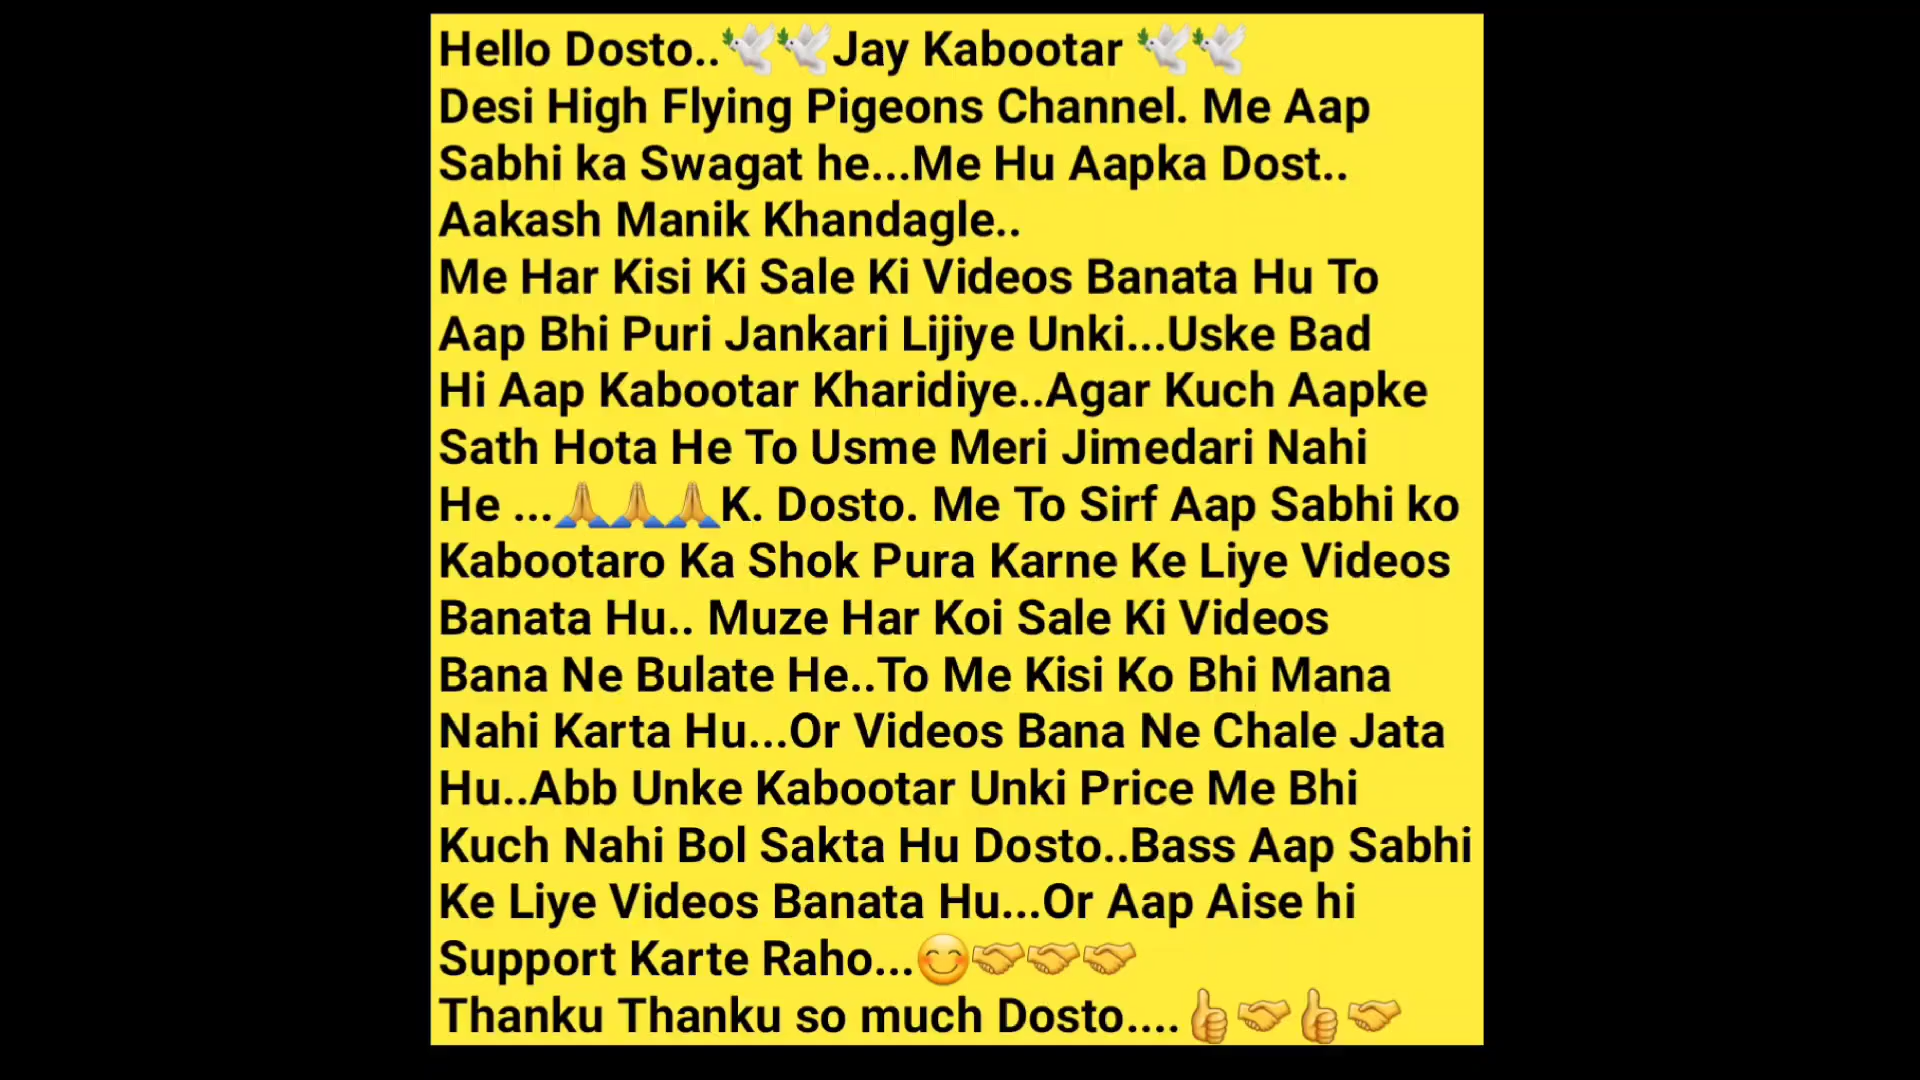 Hello Dosto..🕊️🕊️Jay Kabootar 🕊️🕊️
Desi High Flying Pigeons Channel. Me Aap
Sabhi ka Swagat he...Me Hu Aapka Dost..
Aakash Manik Khandagle..
Me Har Kisi Ki Sale Ki Videos Banata Hu To
Aap Bhi Puri Jankari Lijiye Unki...Uske Bad
Hi Aap Kabootar Kharidiye..Agar Kuch Aapke
Sath Hota He To Usme Meri Jimedari Nahi
He ...🙏🙏🙏K. Dosto. Me To Sirf Aap Sabhi ko
Kabootaro Ka Shok Pura Karne Ke Liye Videos
Banata Hu.. Muze Har Koi Sale Ki Videos
Bana Ne Bulate He..To Me Kisi Ko Bhi Mana
Nahi Karta Hu...Or Videos Bana Ne Chale Jata
Hu..Abb Unke Kabootar Unki Price Me Bhi
Kuch Nahi Bol Sakta Hu Dosto..Bass Aap Sabhi
Ke Liye Videos Banata Hu...Or Aap Aise hi
Support Karte Raho...😊🤝🤝🤝
Thanku Thanku so much Dosto....👍🤝👍🤝